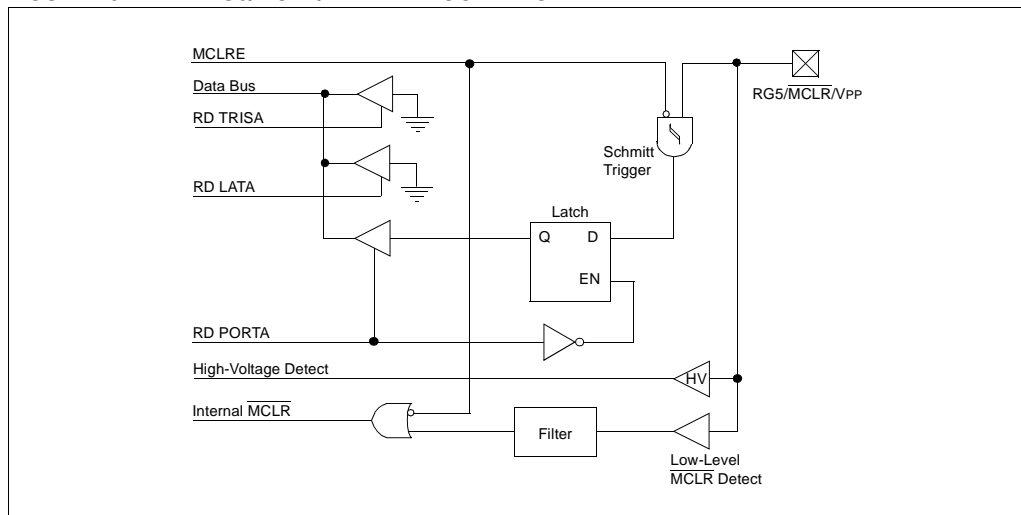 MCLRE
Data Bus
RD TRISA
RD LATA
RD PORTA
High-Voltage Detect
Internal MCLR
RG5/MCLR/VPP
Schmitt
Trigger
Latch
Q D
EN
HV
Filter
Low-Level
MCLR Detect